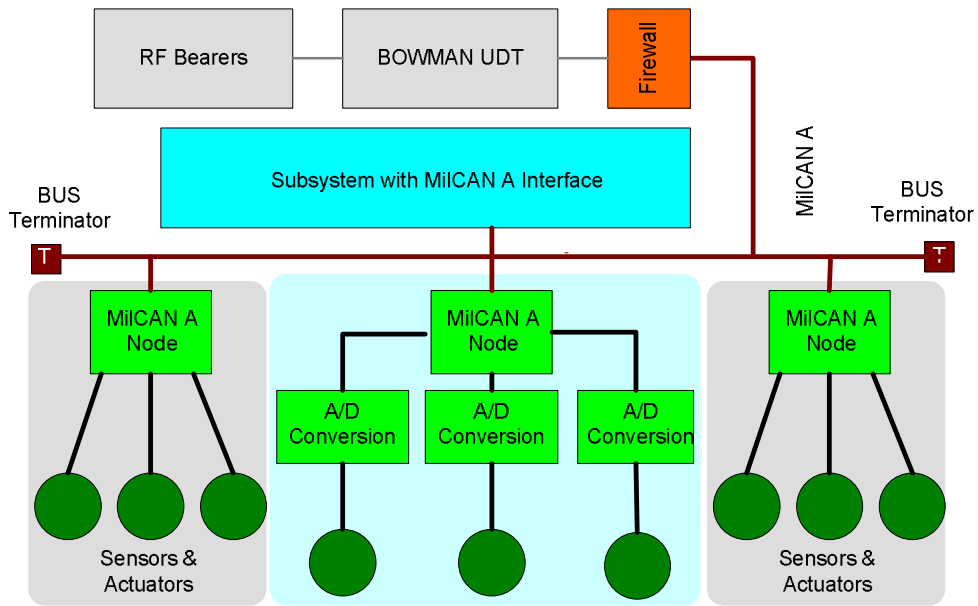 RF Bearers
BOWMAN UDT
Firewall
Subsystem with MilCAN A Interface
MilCAN A
BUS
Terminator
BUS
Terminator
T
T
MilCAN A
Node
MilCAN A
Node
MilCAN A
Node
A/D
Conversion
A/D
Conversion
A/D
Conversion
Sensors &
Actuators
Sensors &
Actuators